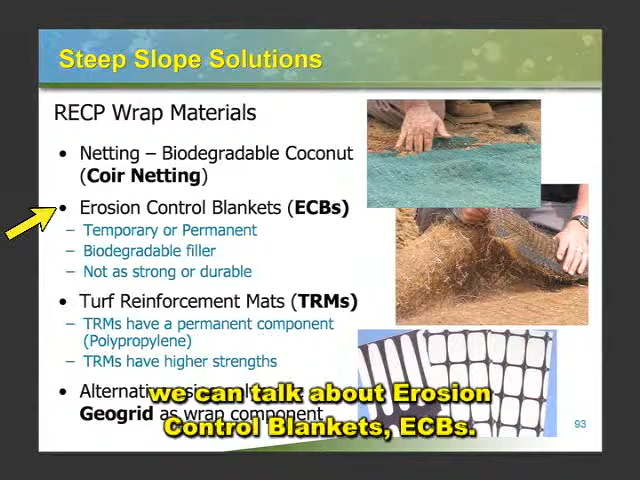 Steep Slope Solutions
RECP Wrap Materials
• Netting – Biodegradable Coconut
(Coir Netting)
• Erosion Control Blankets (ECBs)
– Temporary or Permanent
– Biodegradable filler
– Not as strong or durable
• Turf Reinforcement Mats (TRMs)
– TRMs have a permanent component
(Polypropylene)
– TRMs have higher strengths
•
Geogrid as wrap component
we can talk about Erosion
Control Blankets, ECBs.
93